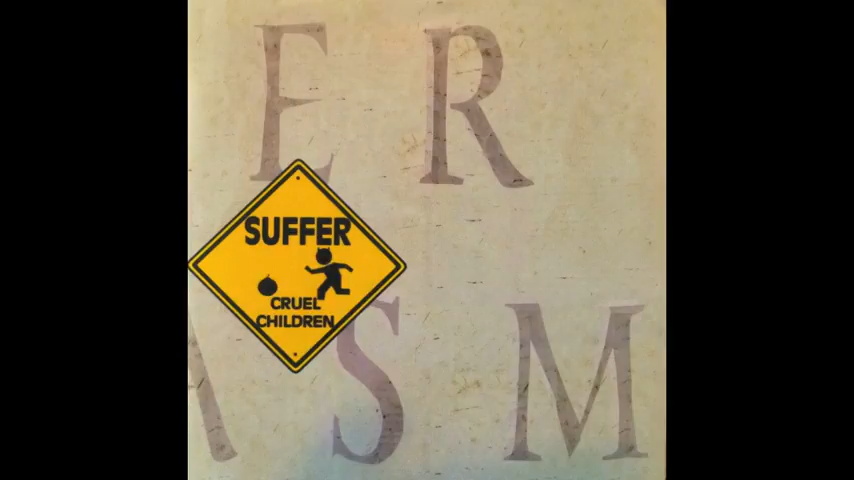 E R
SUFFER
CRUEL
CHILDREN
A S M